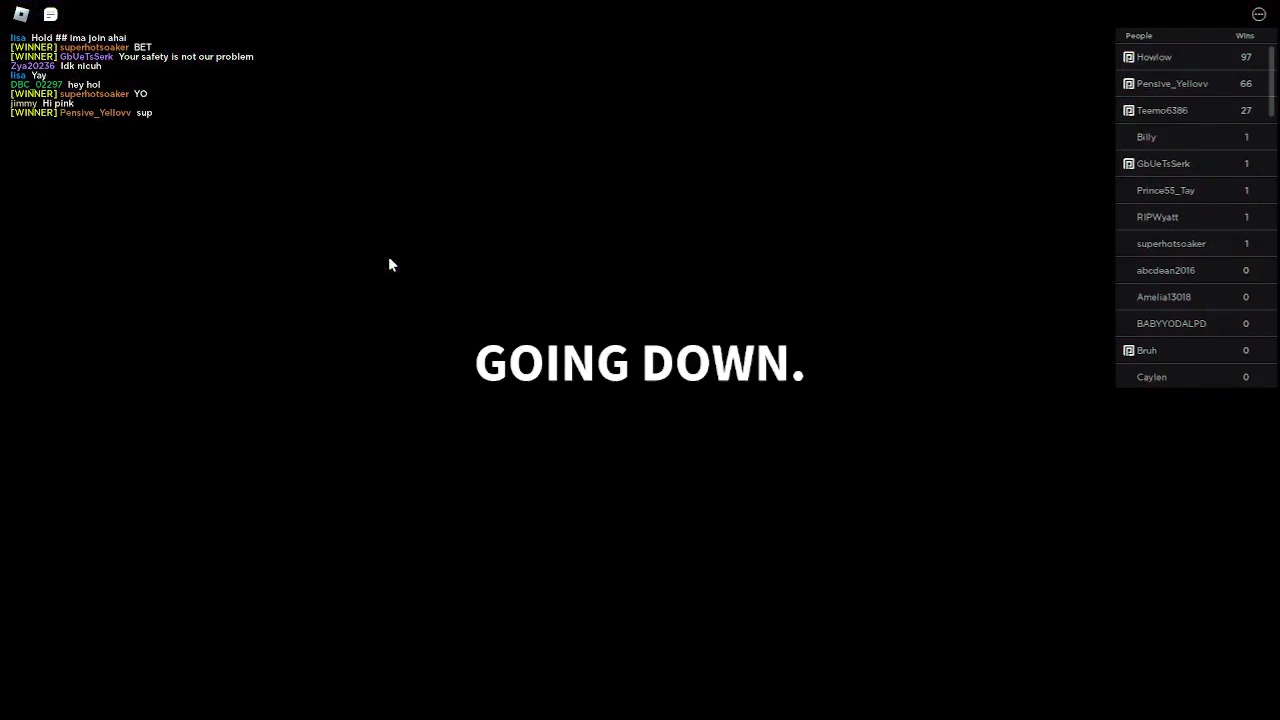 lisa Hold ## ima join ahai
[WINNER] superhotsoaker BET
[WINNER] GbUeTsSerk Your safety is not our problem
Zya20236 Idk nicuh
lisa Yay
DBC_02297 hey hol
[WINNER] superhotsoaker YO
jimmy Hi pink
[WINNER] Pensive_Yellovv sup
GOING DOWN.
People Wins
Howlow 97
Pensive_Yellovv 66
Teemo6386 27
Billy 1
GbUeTsSerk 1
Prince55_Tay 1
RIPWyatt 1
superhotsoaker 1
abcdean2016 0
Amelia13018 0
BABYYODALPD 0
Bruh 0
Caylen 0